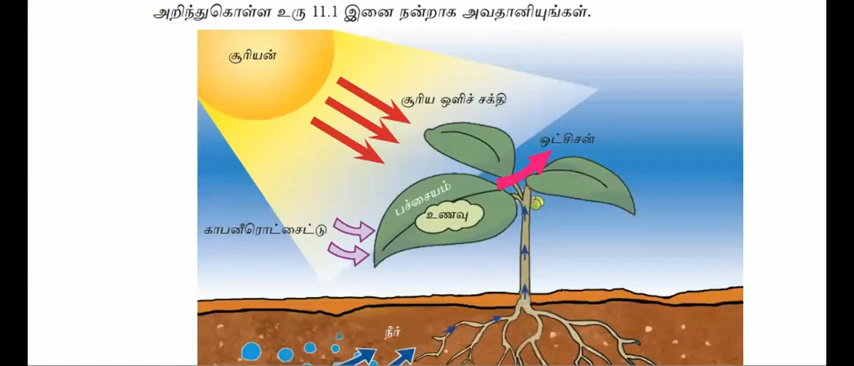 அறிந்துகொள்ள உரு 11.1 இனை நன்றாக அவதானியுங்கள்.
சூரியன்
சூரிய ஒளிச் சக்தி
ஒட்சிசன்
பச்சையம்
உணவு
காபனீரொட்சைட்டு
நீர்